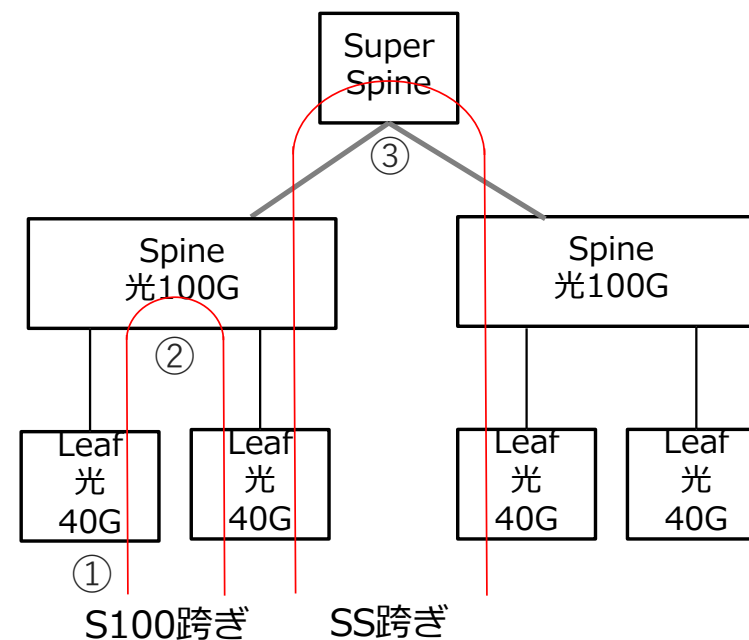 Super
Spine
③
Spine
光100G
Spine
光100G
②
Leaf
光
40G
Leaf
光
40G
Leaf
光
40G
Leaf
光
40G
①
S100跨ぎ
SS跨ぎ